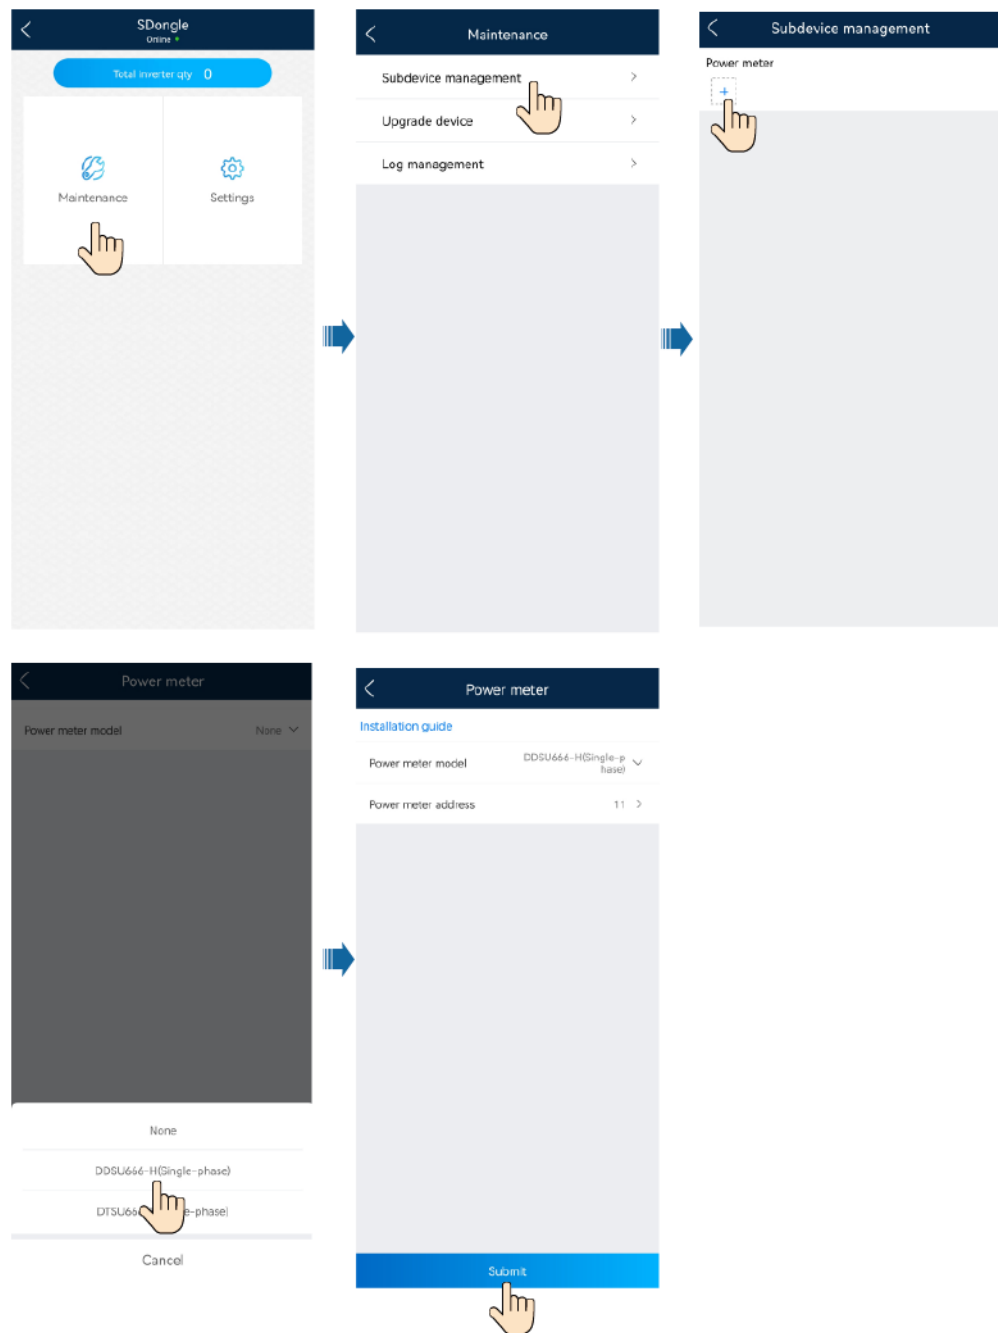 SDongle
Online
Total inverter qty 0
Maintenance
Settings
Maintenance
Subdevice management
Upgrade device
Log management
Subdevice management
Power meter
+
Power meter
Power meter model None
None
DDSU666-H(Single-phase)
DTSU66 e-phase)
Cancel
Power meter
Installation guide
Power meter model DDSU666-H(Single-p
hase)
Power meter address 11
Submit